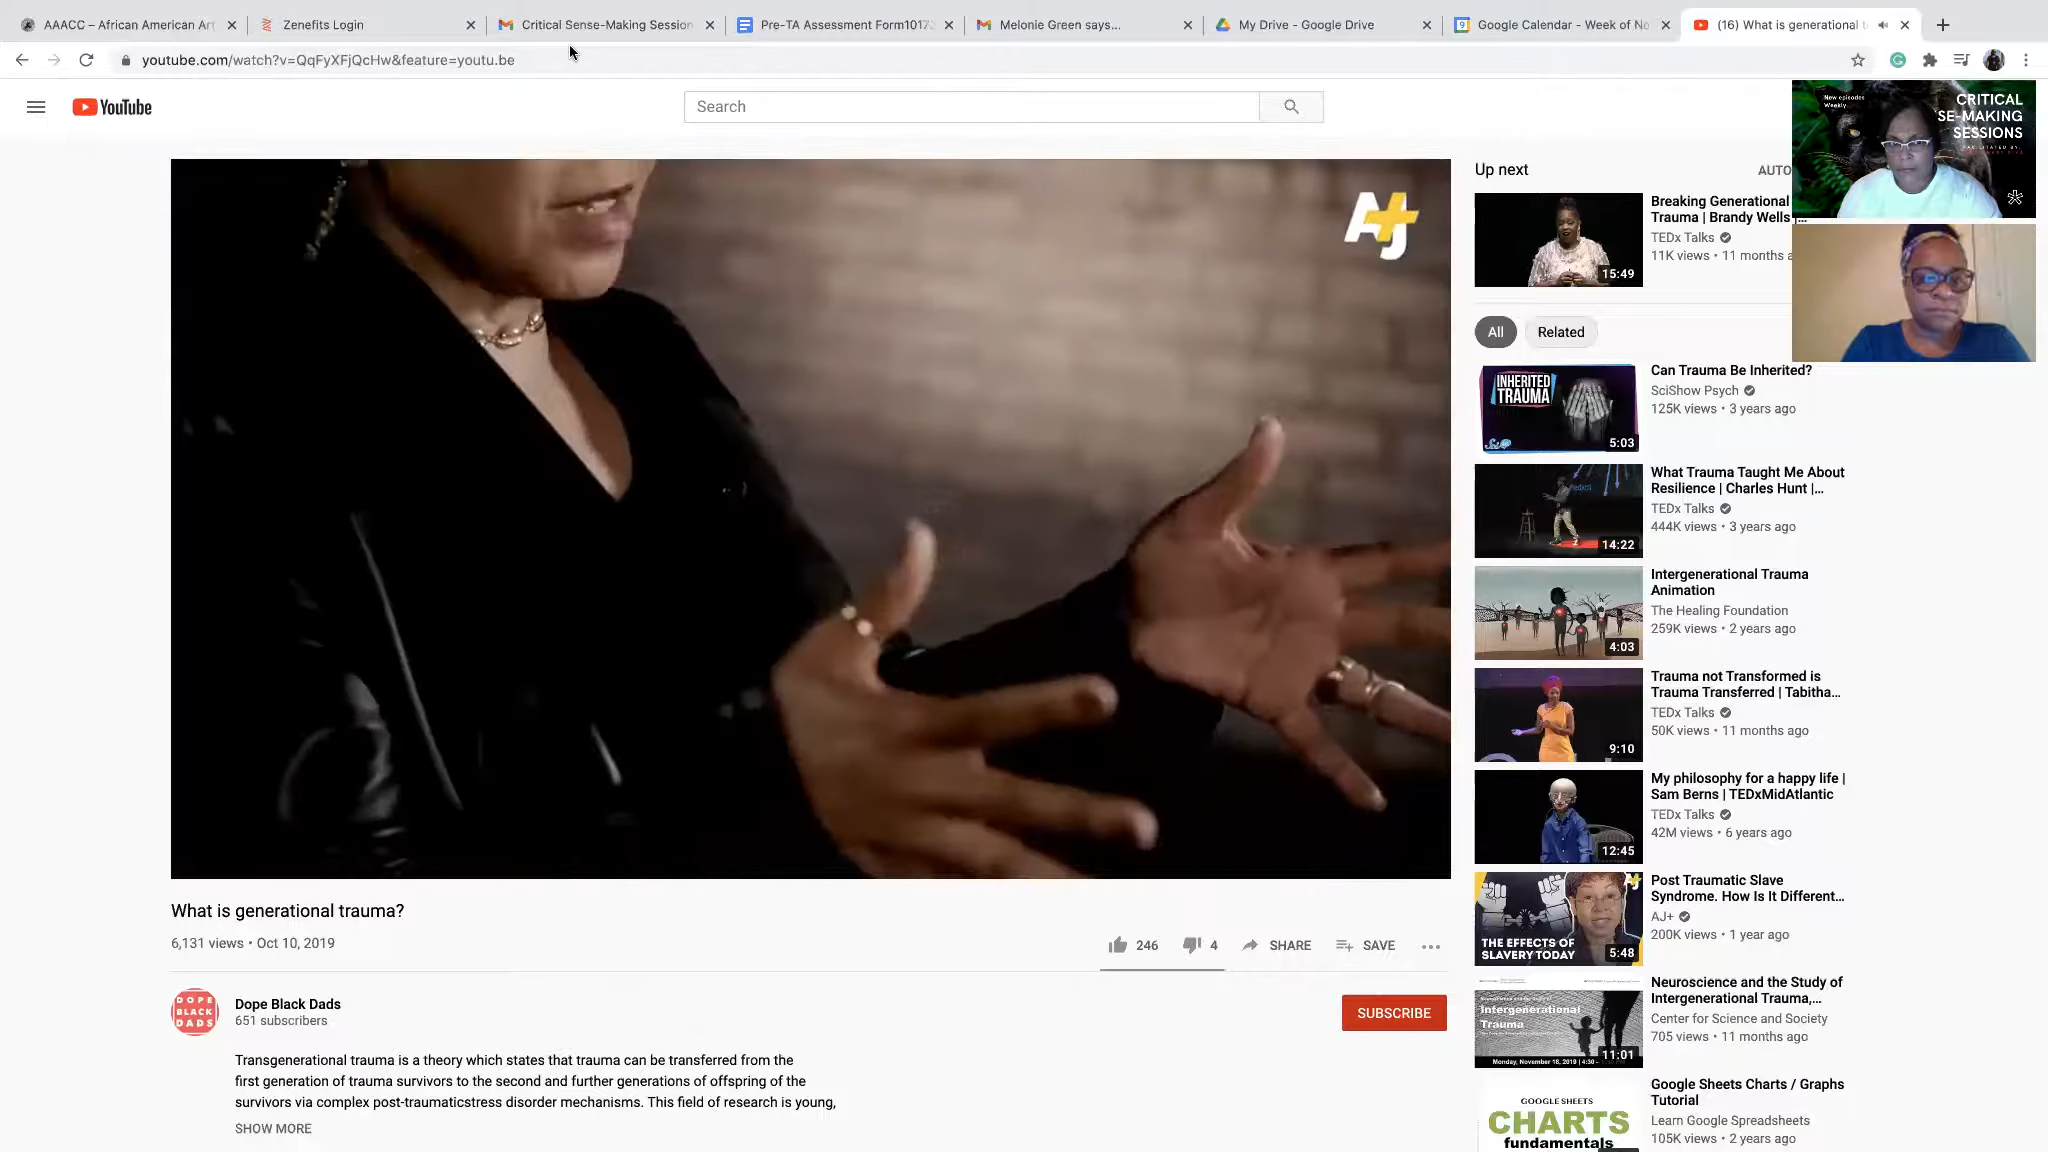 AAACC – African American Art
Zenefits Login
Critical Sense-Making Session
Pre-TA Assessment Form1017
Melonie Green says...
My Drive - Google Drive
Google Calendar - Week of No
(16) What is generational t
youtube.com/watch?v=QqFyXFjQcHw&feature=youtu.be
YouTube
Search
New episodes
Weekly
CRITICAL
SE-MAKING
SESSIONS
Up next
AUTO
15:49
Breaking Generational
Trauma | Brandy Wells |...
TEDx Talks
11K views • 11 months a
All
Related
INHERITED
TRAUMA
5:03
Can Trauma Be Inherited?
SciShow Psych
125K views • 3 years ago
14:22
What Trauma Taught Me About
Resilience | Charles Hunt |...
TEDx Talks
444K views • 3 years ago
4:03
Intergenerational Trauma
Animation
The Healing Foundation
259K views • 2 years ago
9:10
Trauma not Transformed is
Trauma Transferred | Tabitha...
TEDx Talks
50K views • 11 months ago
12:45
My philosophy for a happy life |
Sam Berns | TEDxMidAtlantic
TEDx Talks
42M views • 6 years ago
THE EFFECTS OF
SLAVERY TODAY
5:48
Post Traumatic Slave
Syndrome. How Is It Different...
AJ+
200K views • 1 year ago
Intergenerational
Trauma
Monday, November 18, 2019 | 4:30 –
11:01
Neuroscience and the Study of
Intergenerational Trauma,...
Center for Science and Society
705 views • 11 months ago
GOOGLE SHEETS
CHARTS
fundamentals
Google Sheets Charts / Graphs
Tutorial
Learn Google Spreadsheets
105K views • 2 years ago
What is generational trauma?
6,131 views • Oct 10, 2019
246
4
SHARE
SAVE
DOPE
BLACK
DADS
Dope Black Dads
651 subscribers
SUBSCRIBE
Transgenerational trauma is a theory which states that trauma can be transferred from the
first generation of trauma survivors to the second and further generations of offspring of the
survivors via complex post-traumaticstress disorder mechanisms. This field of research is young,
SHOW MORE